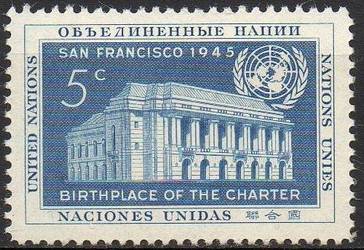 ОБЪЕДИНЕННЫЕ НАЦИИ
SAN FRANCISCO 1945
5c
UNITED NATIONS
NATIONS UNIES
BIRTHPLACE OF THE CHARTER
NACIONES UNIDAS 聯合國